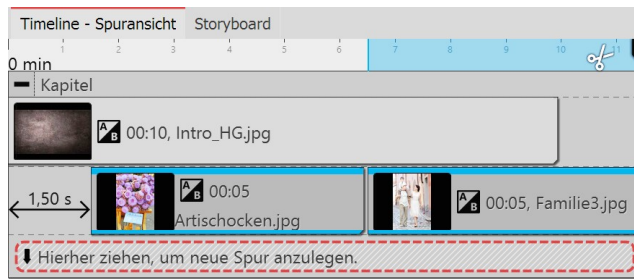 Timeline - Spuransicht Storyboard
1 2 3 4 5 6 7 8 9 10 11
0 min
Kapitel
A B 00:10, Intro_HG.jpg
1,50 s A B 00:05
Artischocken.jpg
A B 00:05, Familie3.jpg
Hierher ziehen, um neue Spur anzulegen.